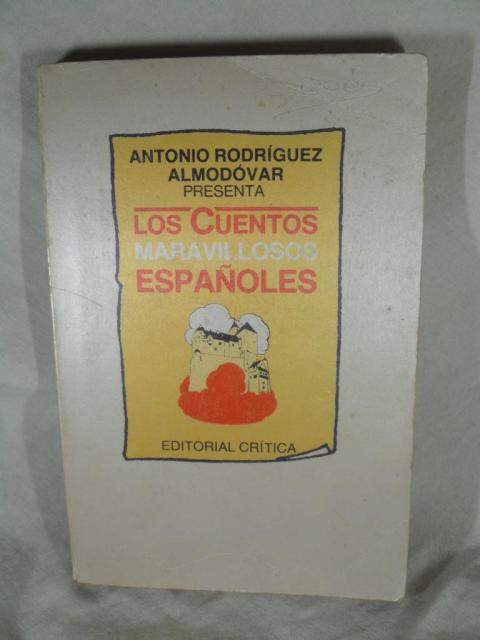 ANTONIO RODRÍGUEZ
ALMODÓVAR
PRESENTA
LOS CUENTOS
MARAVILLOSOS
ESPAÑOLES
EDITORIAL CRÍTICA